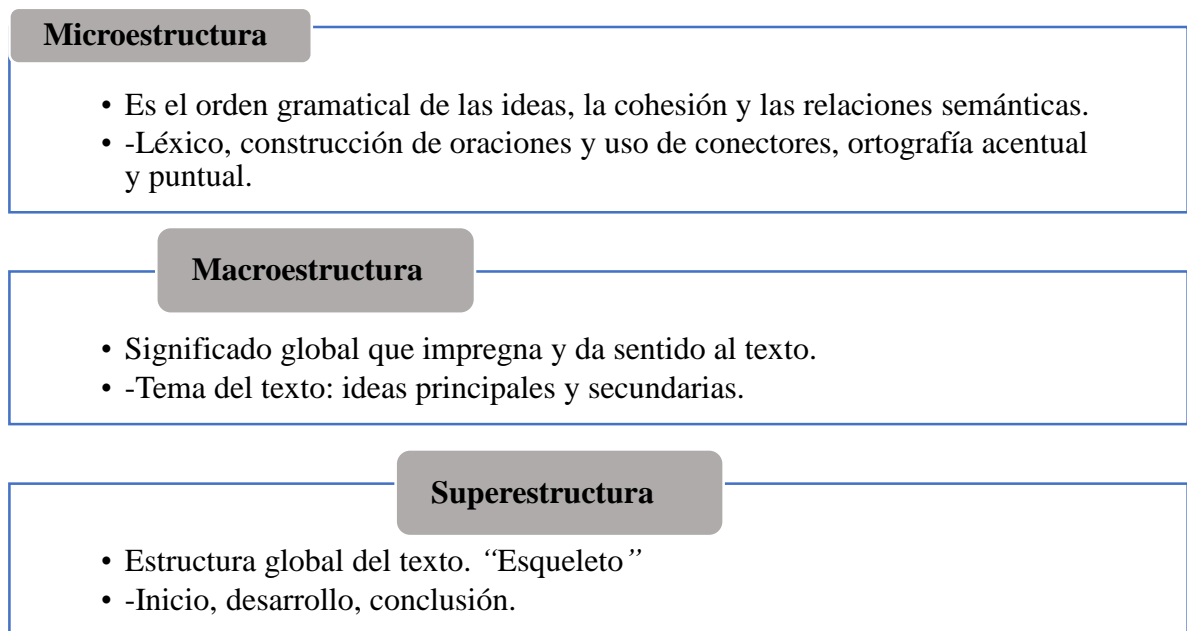 Microestructura
• Es el orden gramatical de las ideas, la cohesión y las relaciones semánticas.
• -Léxico, construcción de oraciones y uso de conectores, ortografía acentual
y puntual.
Macroestructura
• Significado global que impregna y da sentido al texto.
• -Tema del texto: ideas principales y secundarias.
Superestructura
• Estructura global del texto. “Esqueleto”
• -Inicio, desarrollo, conclusión.